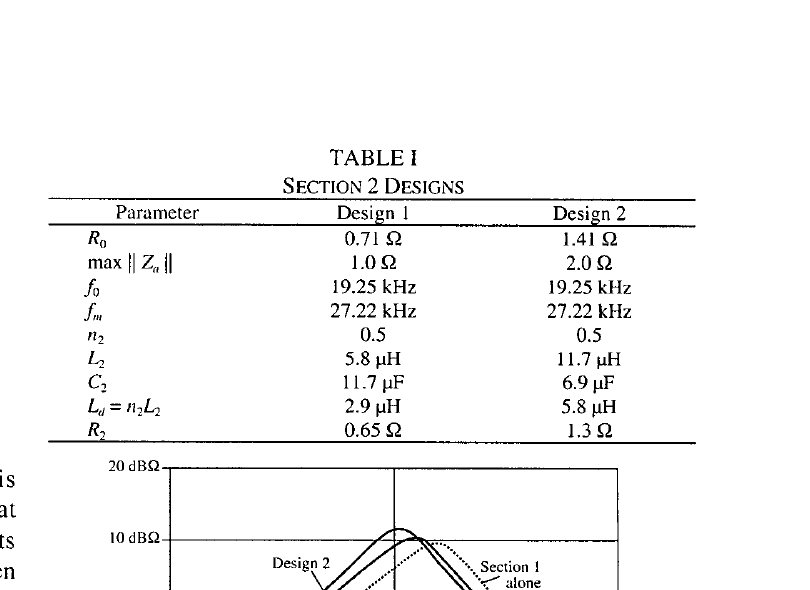 TABLE I
SECTION 2 DESIGNS
Parameter Design 1 Design 2
R₀ 0.71 Ω 1.41 Ω
max || Zₐ || 1.0 Ω 2.0 Ω
f₀ 19.25 kHz 19.25 kHz
fₘ 27.22 kHz 27.22 kHz
n₂ 0.5 0.5
L₂ 5.8 µH 11.7 µH
C₂ 11.7 µF 6.9 µF
L_d = n₂L₂ 2.9 µH 5.8 µH
R₂ 0.65 Ω 1.3 Ω
is
at
ts
en
20 dBΩ
10 dBΩ
Design 2
Section 1
alone